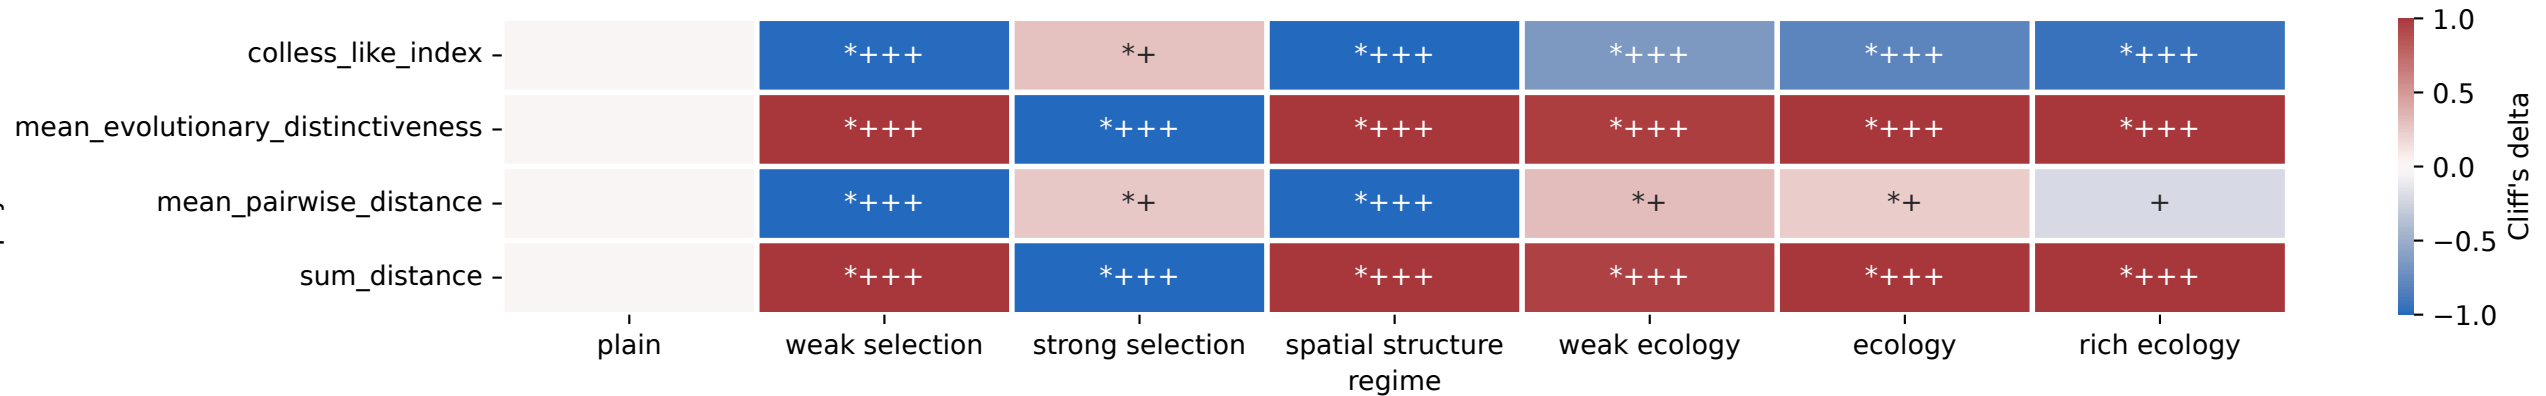 colless_like_index *+++ *+ *+++ *+++ *+++ *+++
mean_evolutionary_distinctiveness *+++ *+++ *+++ *+++ *+++ *+++
mean_pairwise_distance *+++ *+ *+++ *+ *+ +
sum_distance *+++ *+++ *+++ *+++ *+++ *+++
plain weak selection strong selection spatial structure weak ecology ecology rich ecology
regime
1.0
0.5
0.0
−0.5
−1.0
Cliff's delta